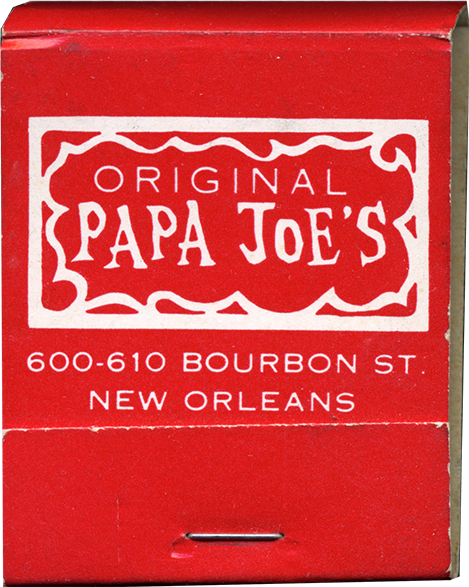 ORIGINAL
PAPA JOE'S
600-610 BOURBON ST.
NEW ORLEANS